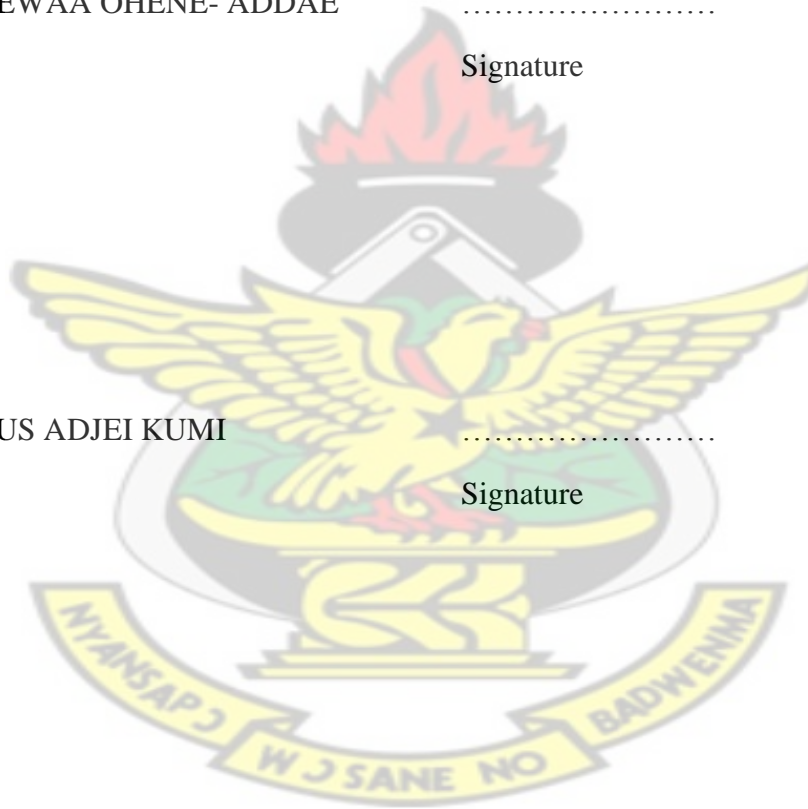 EWAA OHENE- ADDAE ........................
Signature
US ADJEI KUMI ........................
Signature
NYANSAPƆ WƆSANE NO BADWENMA